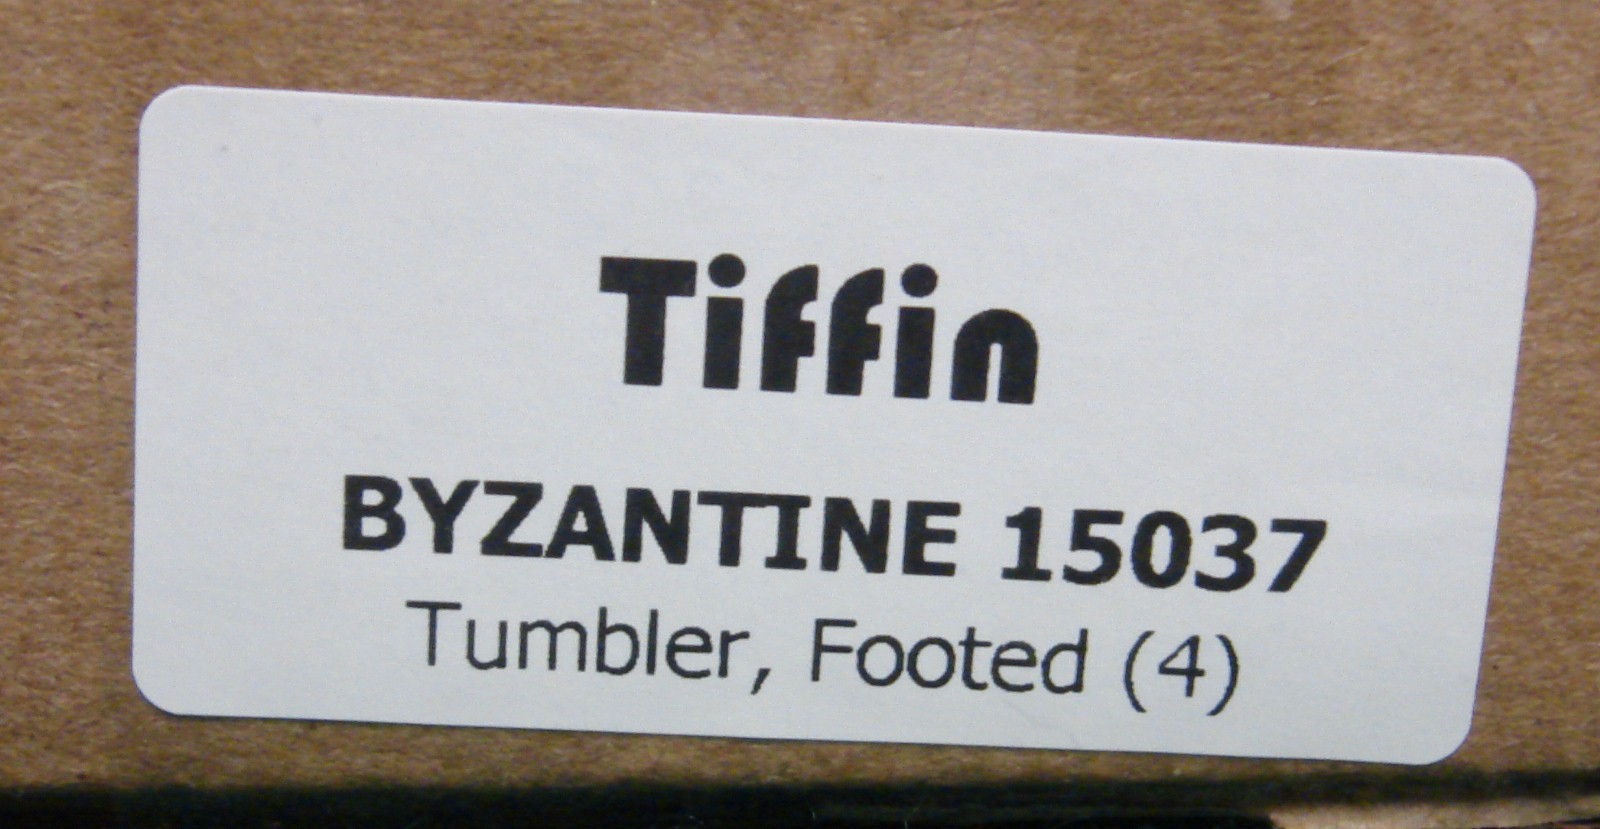 Tiffin
BYZANTINE 15037
Tumbler, Footed (4)